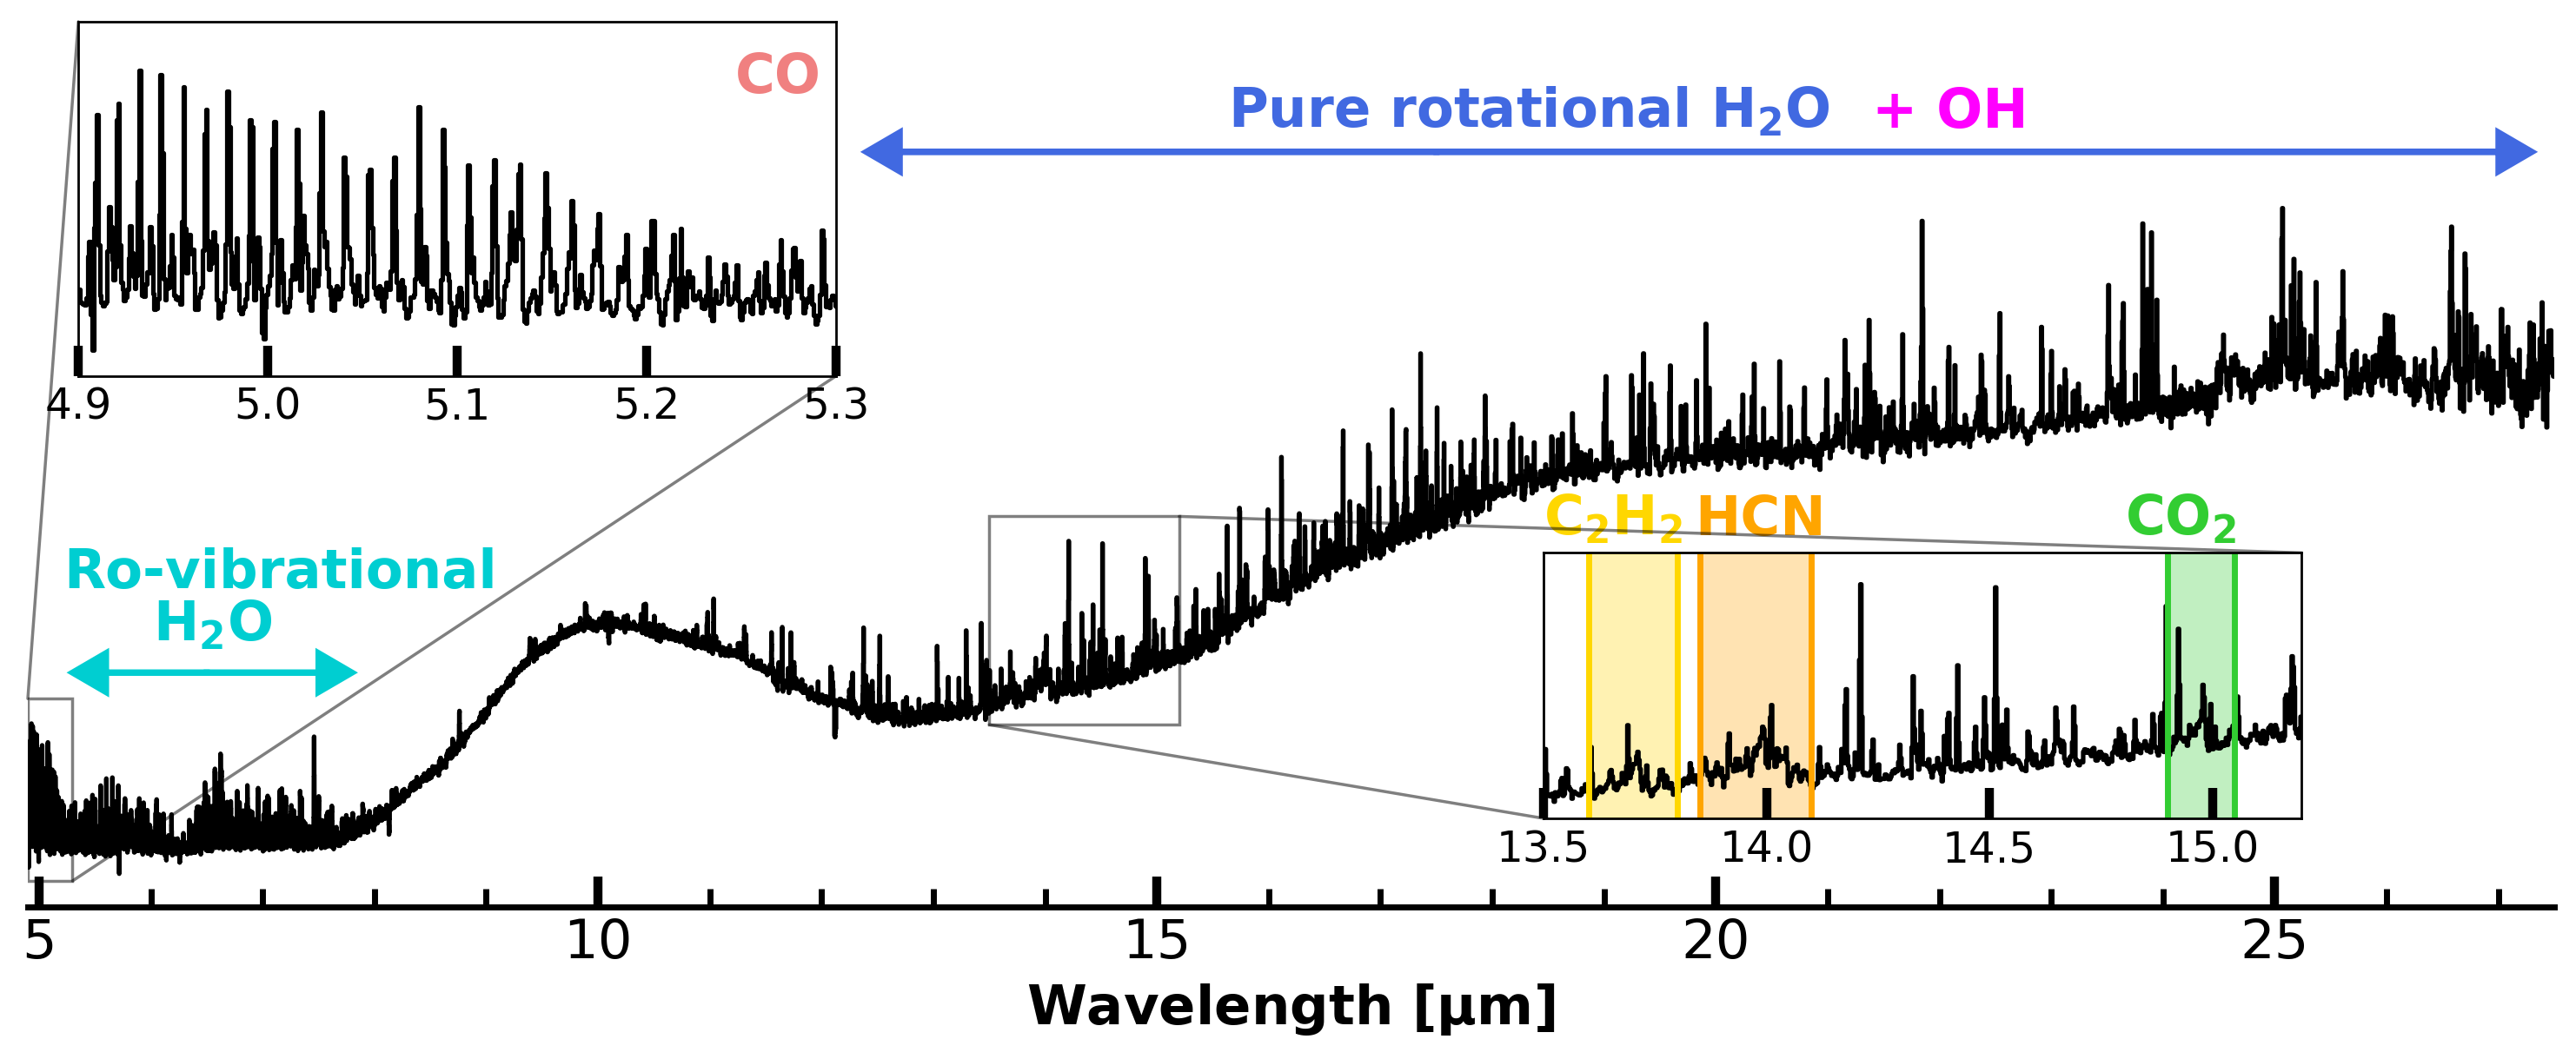 CO
4.9 5.0 5.1 5.2 5.3
Pure rotational H₂O + OH
Ro-vibrational
H₂O
C₂H₂ HCN CO₂
13.5 14.0 14.5 15.0
5 10 15 20 25
Wavelength [μm]